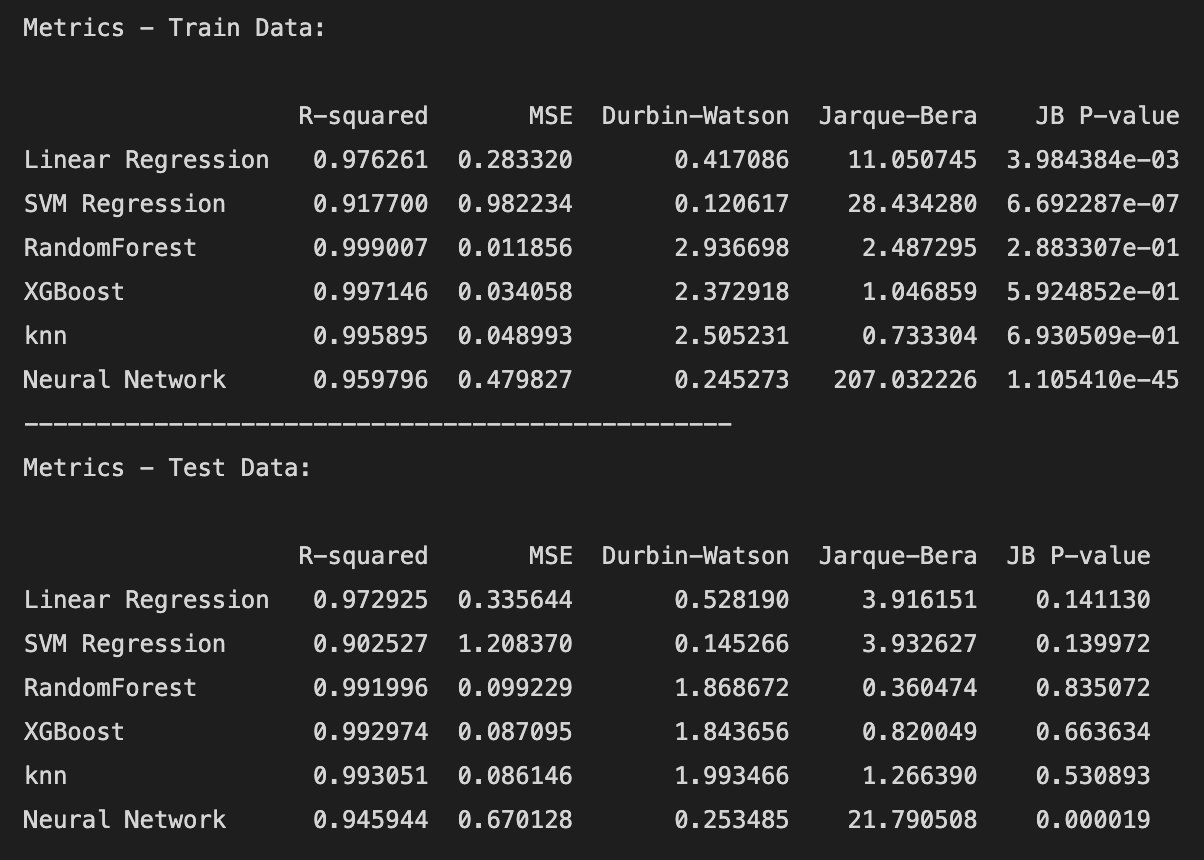 Metrics - Train Data:
R-squared MSE Durbin-Watson Jarque-Bera JB P-value
Linear Regression 0.976261 0.283320 0.417086 11.050745 3.984384e-03
SVM Regression 0.917700 0.982234 0.120617 28.434280 6.692287e-07
RandomForest 0.999007 0.011856 2.936698 2.487295 2.883307e-01
XGBoost 0.997146 0.034058 2.372918 1.046859 5.924852e-01
knn 0.995895 0.048993 2.505231 0.733304 6.930509e-01
Neural Network 0.959796 0.479827 0.245273 207.032226 1.105410e-45
-------------------------------------------------
Metrics - Test Data:
R-squared MSE Durbin-Watson Jarque-Bera JB P-value
Linear Regression 0.972925 0.335644 0.528190 3.916151 0.141130
SVM Regression 0.902527 1.208370 0.145266 3.932627 0.139972
RandomForest 0.991996 0.099229 1.868672 0.360474 0.835072
XGBoost 0.992974 0.087095 1.843656 0.820049 0.663634
knn 0.993051 0.086146 1.993466 1.266390 0.530893
Neural Network 0.945944 0.670128 0.253485 21.790508 0.000019